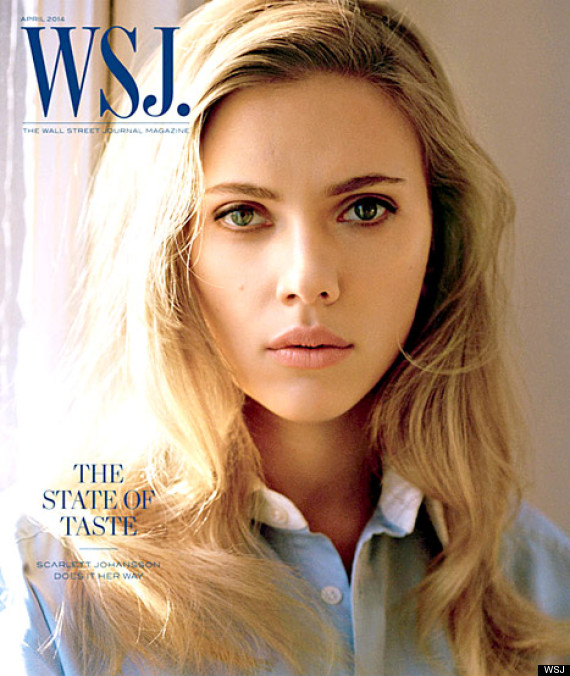 APRIL 2014
WSJ.
THE WALL STREET JOURNAL MAGAZINE
THE
STATE OF
TASTE
SCARLETT JOHANSSON
DOES IT HER WAY
WSJ